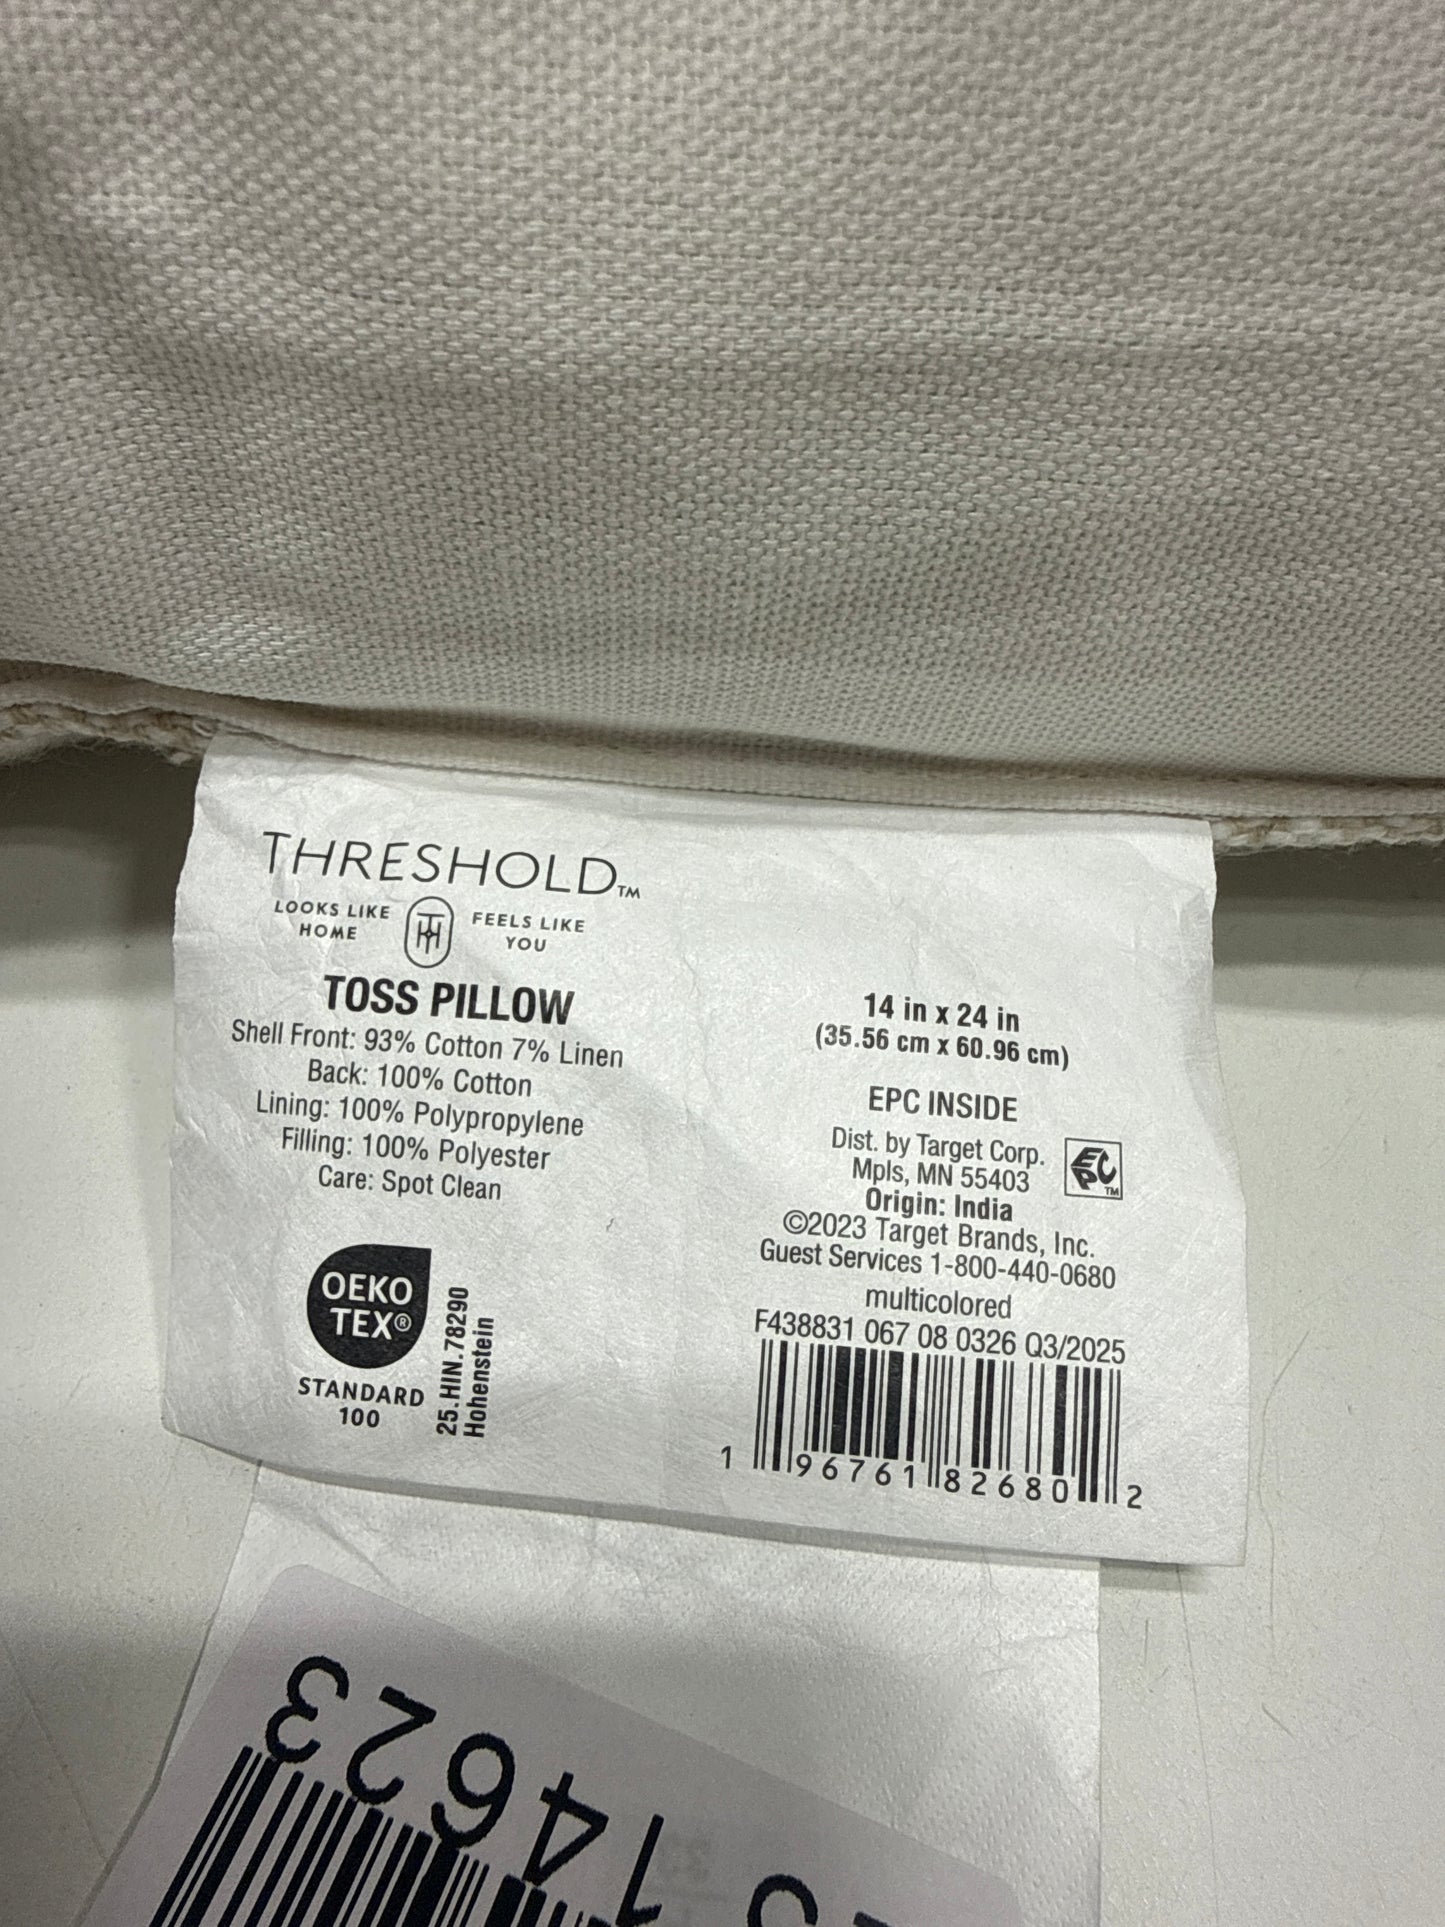 THRESHOLD™
LOOKS LIKE HOME
FEELS LIKE YOU
TOSS PILLOW
Shell Front: 93% Cotton 7% Linen
Back: 100% Cotton
Lining: 100% Polypropylene
Filling: 100% Polyester
Care: Spot Clean
OEKO
TEX®
STANDARD
100
25.HIN.78290
Hohenstein
14 in x 24 in
(35.56 cm x 60.96 cm)
EPC INSIDE
Dist. by Target Corp.
Mpls, MN 55403
EPC™
Origin: India
©2023 Target Brands, Inc.
Guest Services 1-800-440-0680
multicolored
F438831 067 08 0326 Q3/2025
1 96761 82680 2
14623